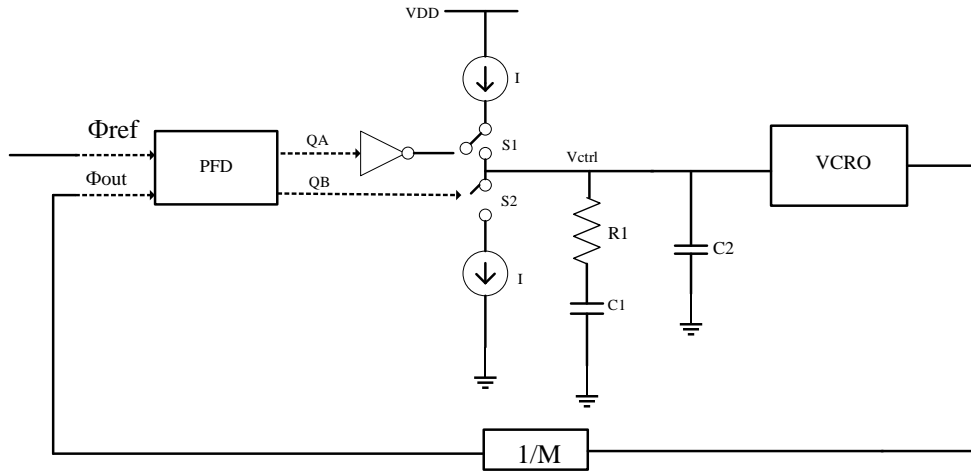 VDD
I
Φref
QA
S1
PFD
Vctrl
VCRO
Φout
QB
S2
R1
C2
I
C1
1/M